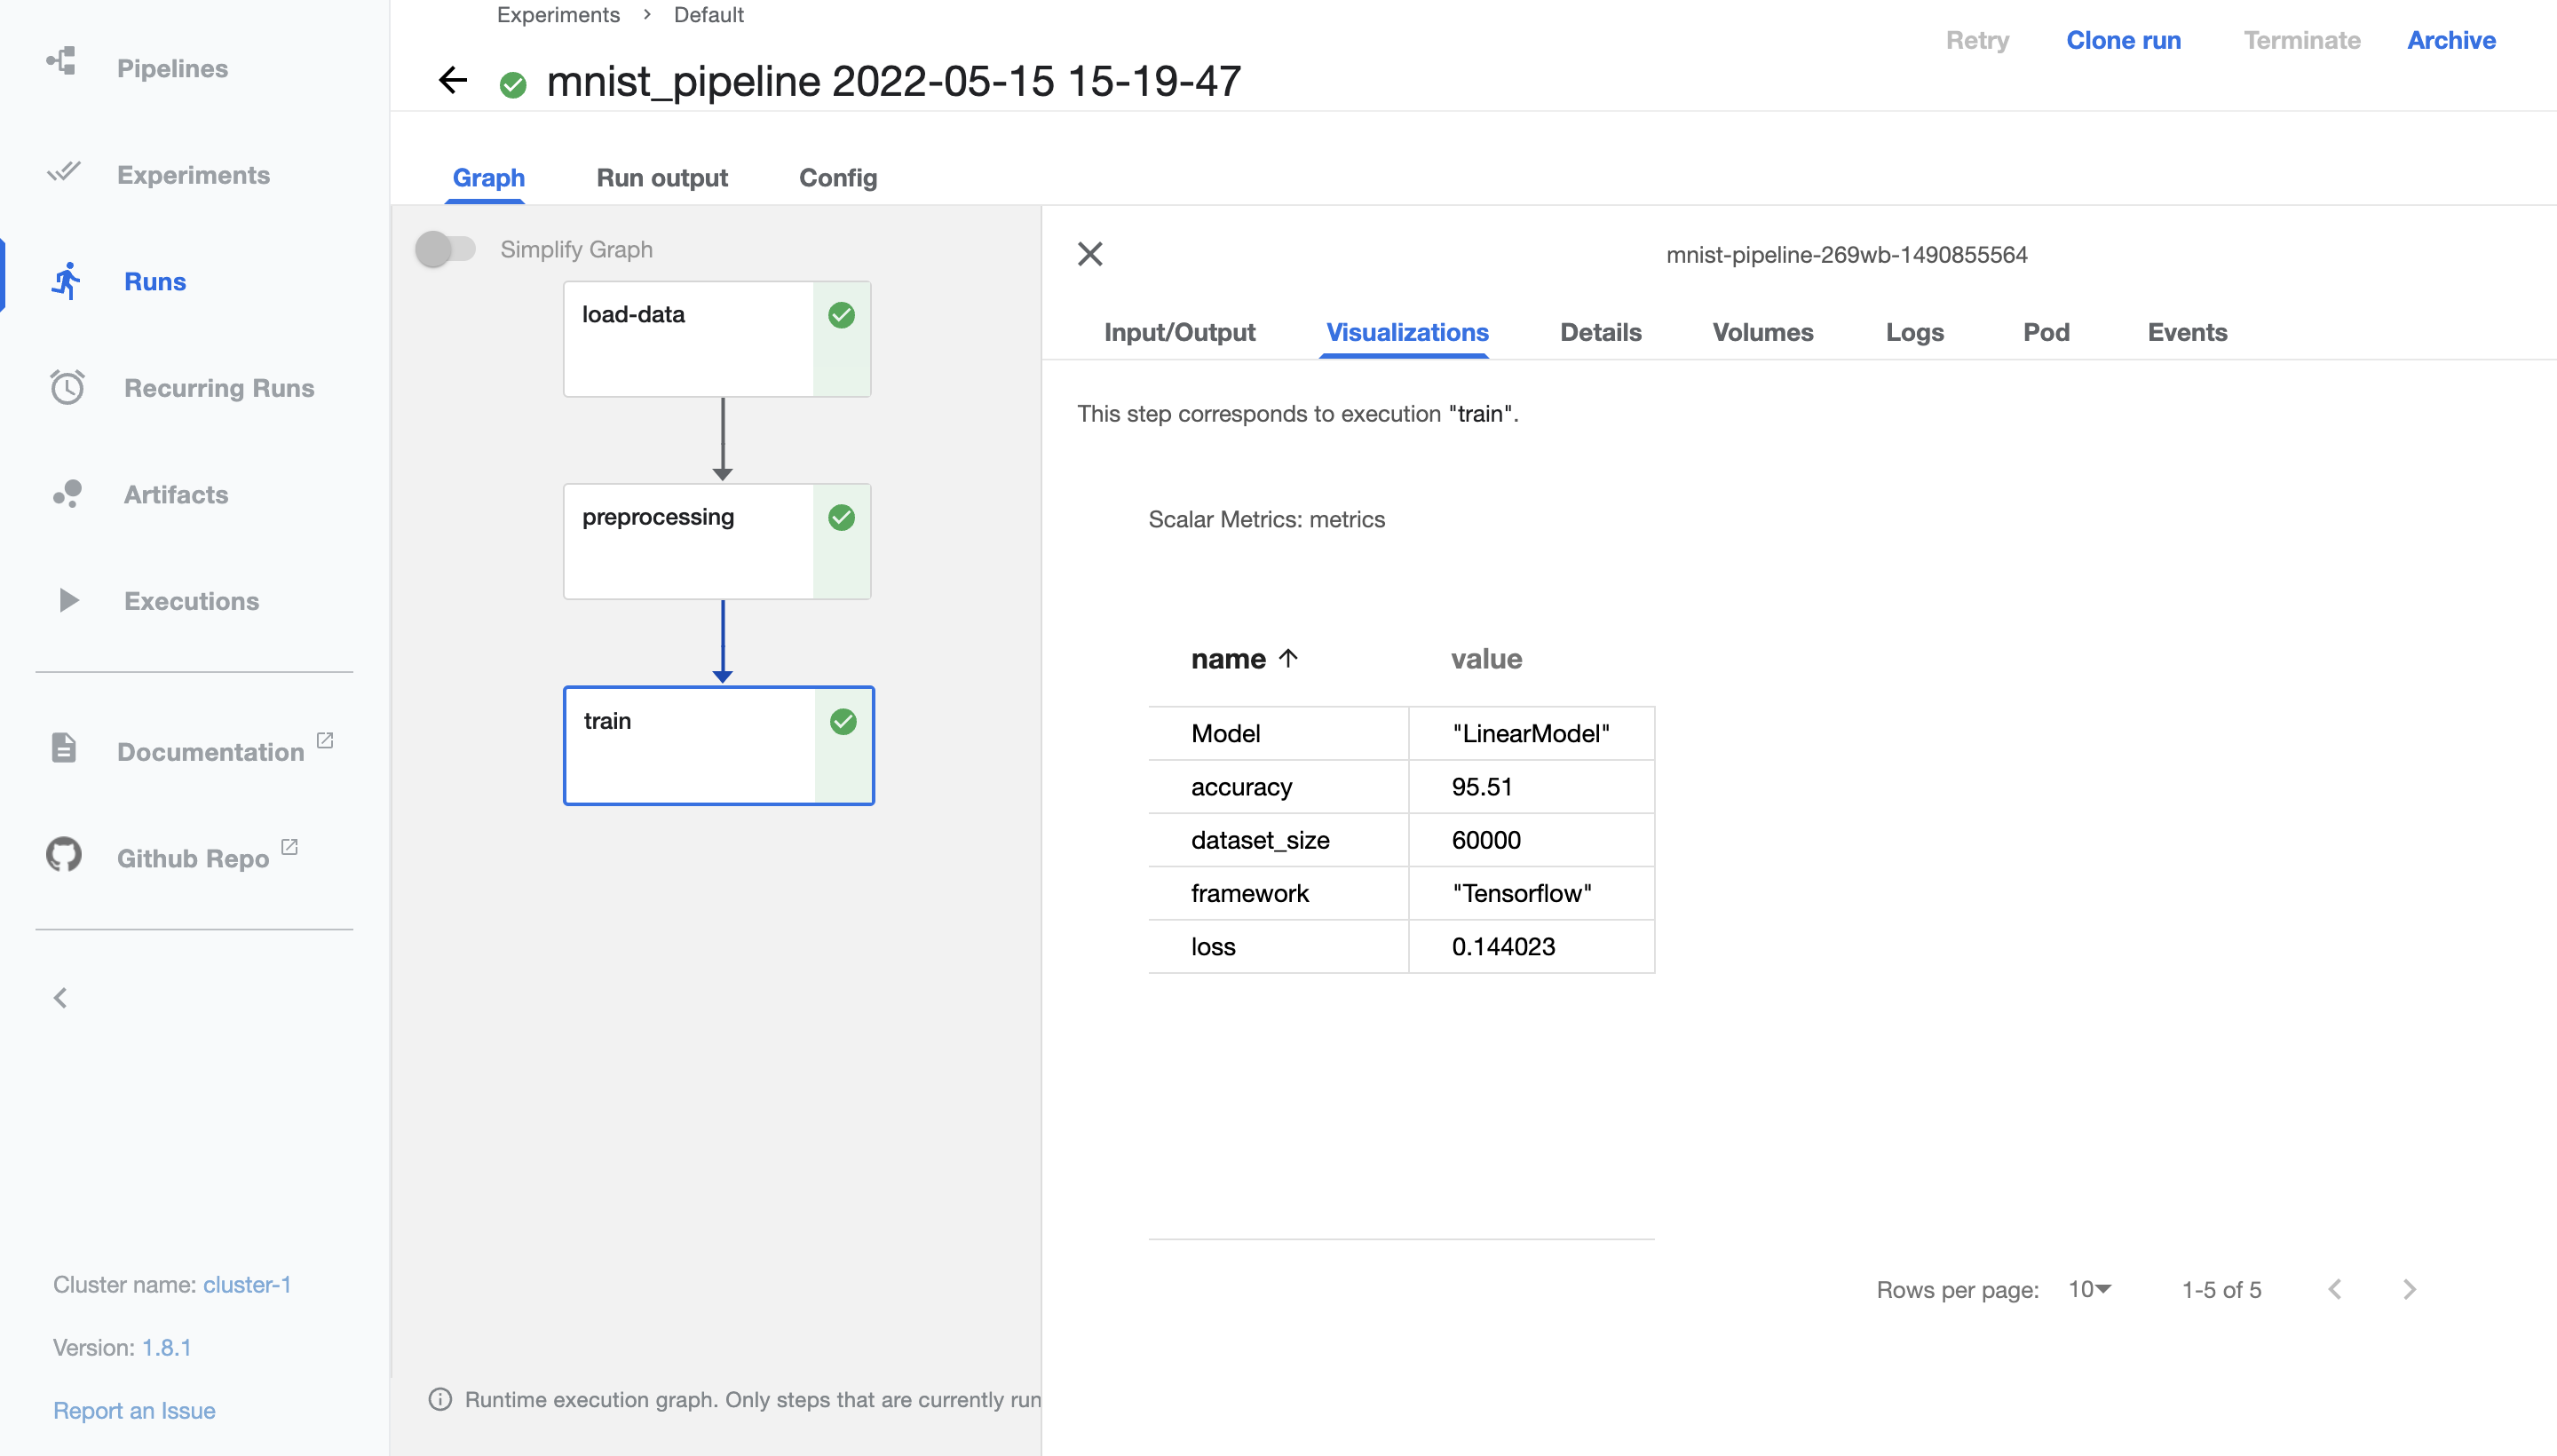 Pipelines
Experiments
Runs
Recurring Runs
Artifacts
Executions
Documentation
Github Repo
Cluster name: cluster-1
Version: 1.8.1
Report an Issue
Experiments > Default
mnist_pipeline 2022-05-15 15-19-47
Retry Clone run Terminate Archive
Graph Run output Config
Simplify Graph
load-data
preprocessing
train
Runtime execution graph. Only steps that are currently run
mnist-pipeline-269wb-1490855564
Input/Output Visualizations Details Volumes Logs Pod Events
This step corresponds to execution "train".
Scalar Metrics: metrics
name ↑ value
Model "LinearModel"
accuracy 95.51
dataset_size 60000
framework "Tensorflow"
loss 0.144023
Rows per page: 10 1-5 of 5